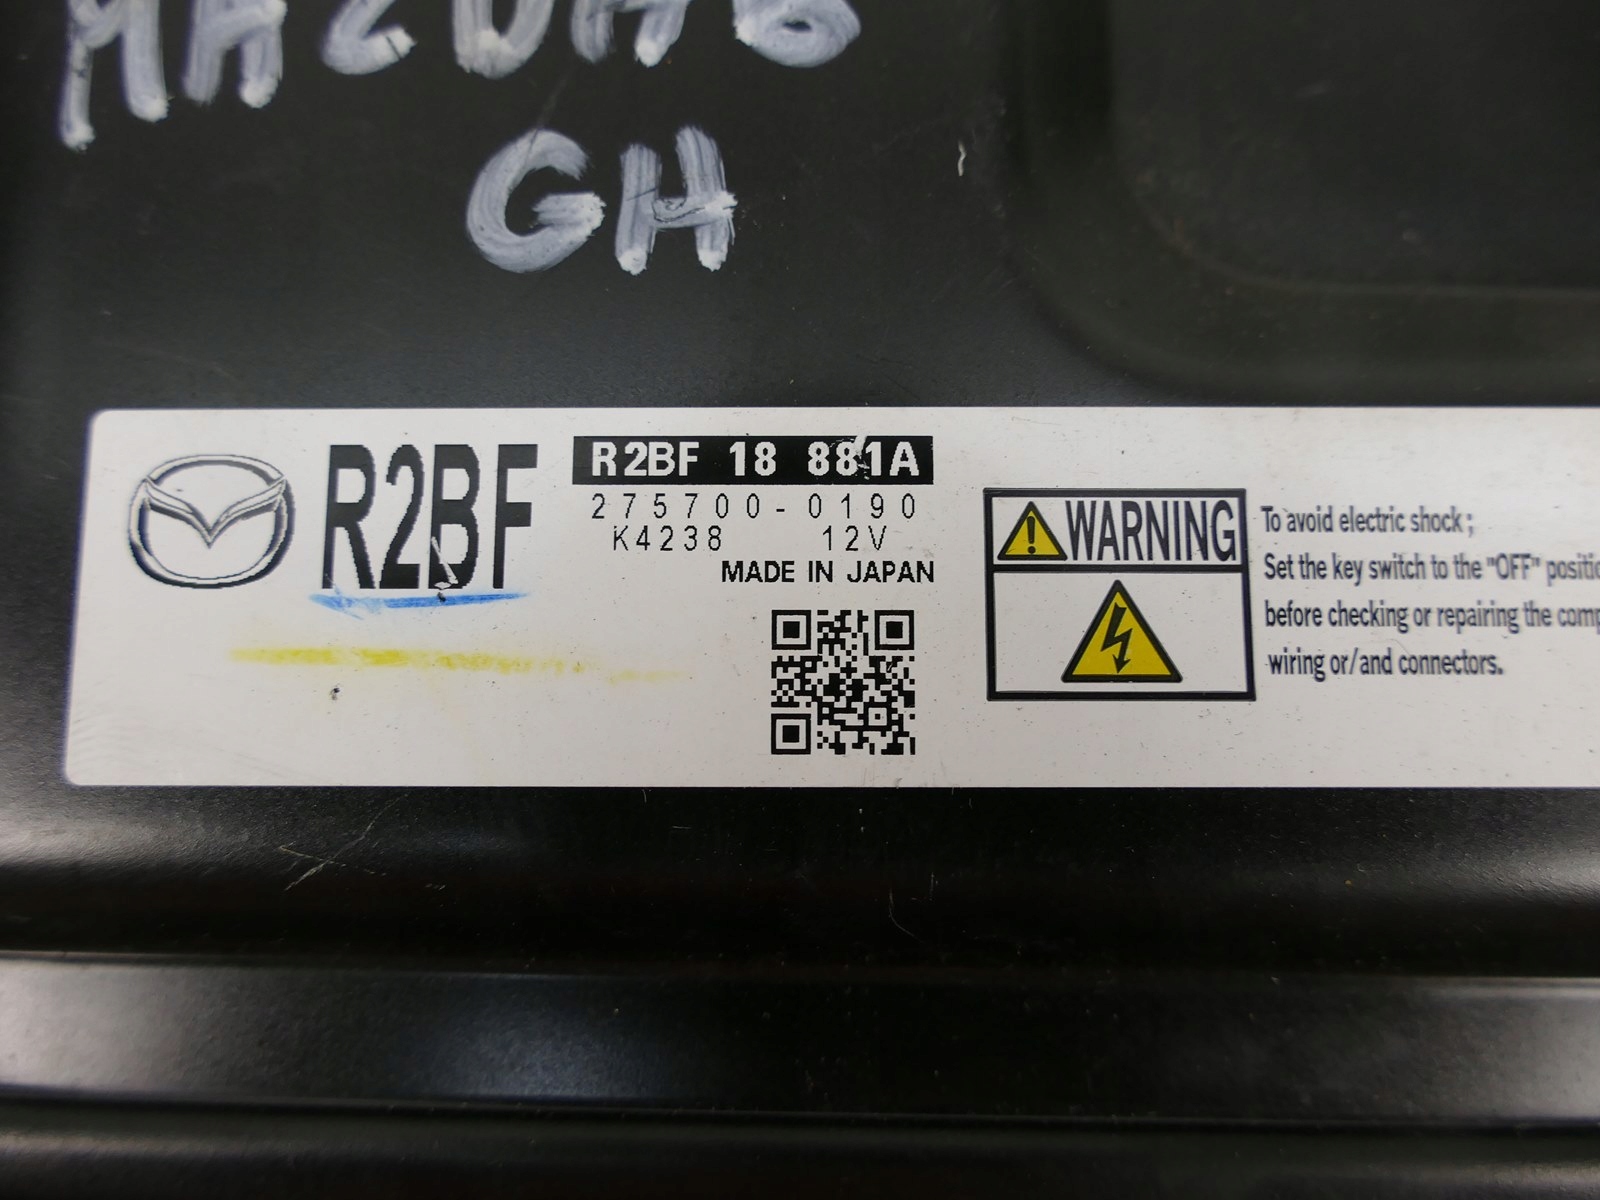 MAZDA 6
GH
R2BF
R2BF 18 881A
275700-0190
K4238 12V
MADE IN JAPAN
WARNING
To avoid electric shock;
Set the key switch to the "OFF" positio
before checking or repairing the comp
wiring or/and connectors.